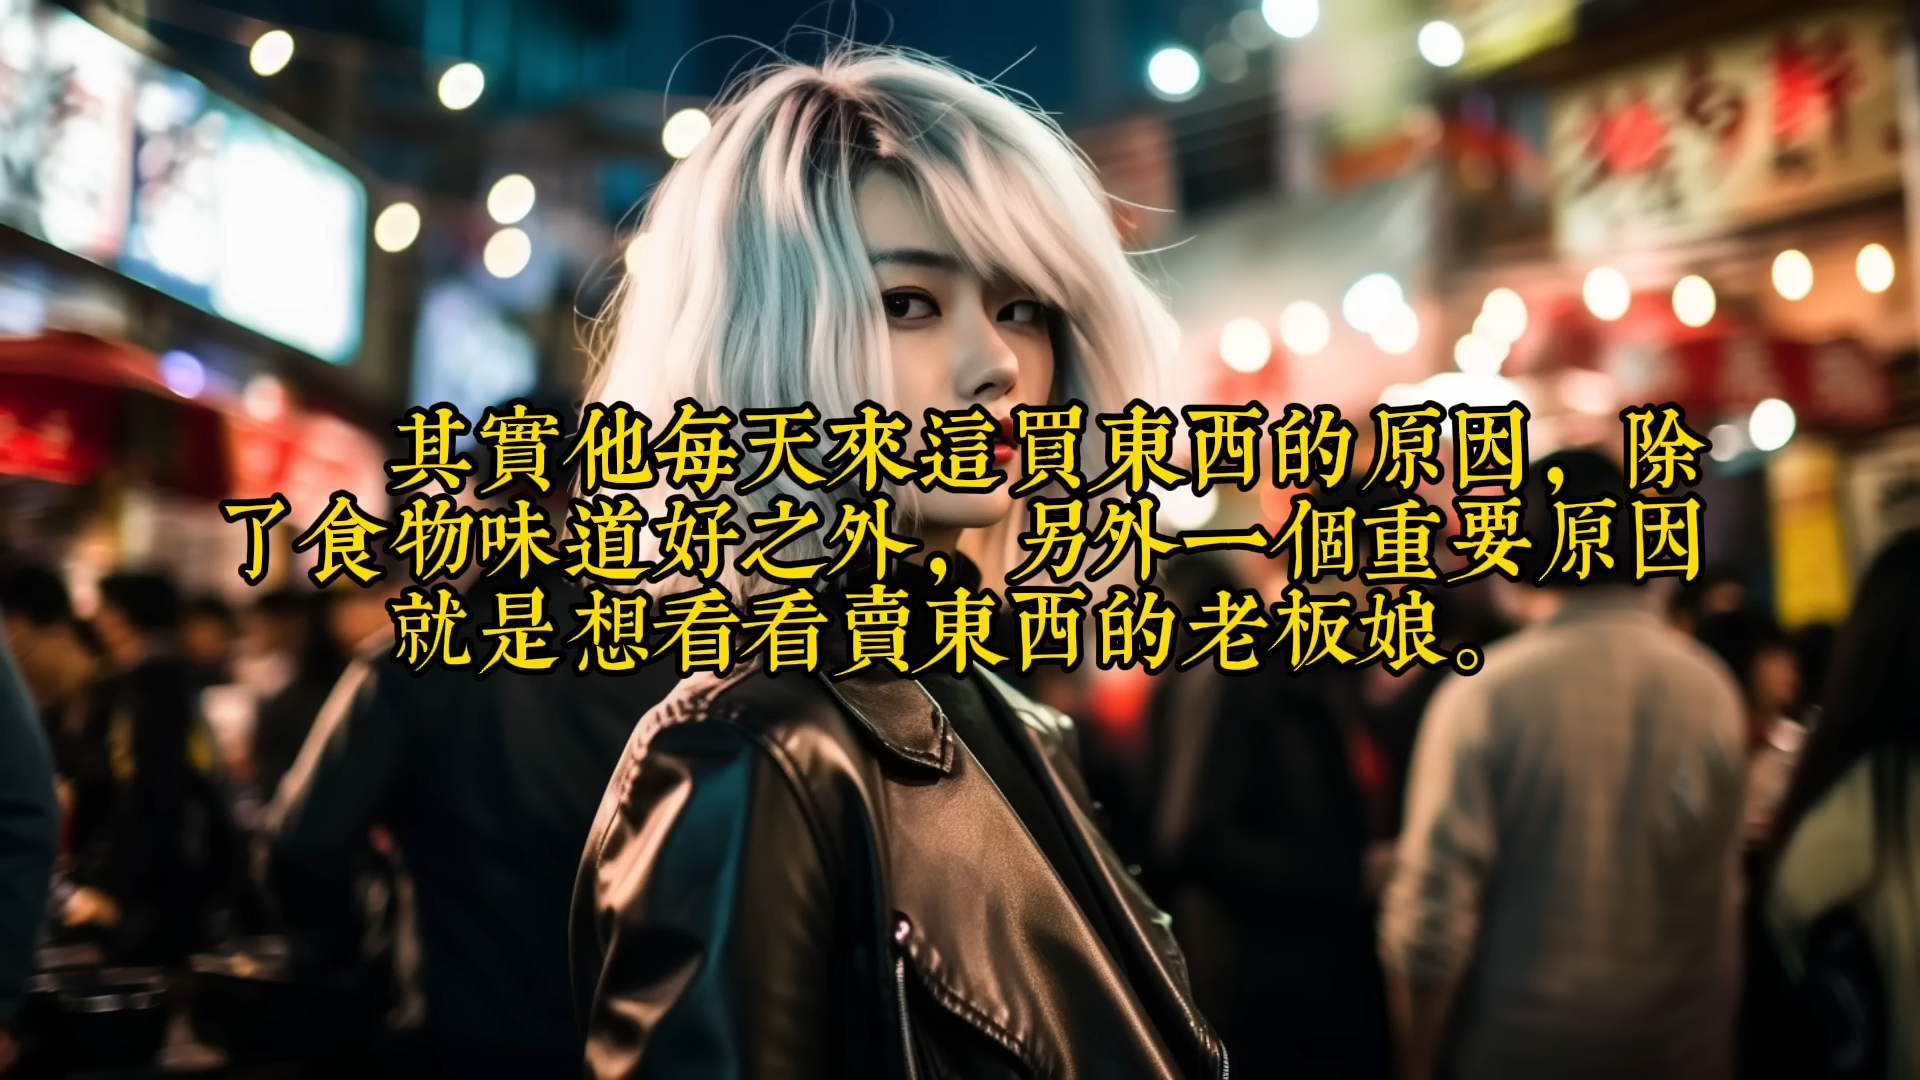 其實他每天來這買東西的原因，除
了食物味道好之外，另外一個重要原因
就是想看看賣東西的老板娘。